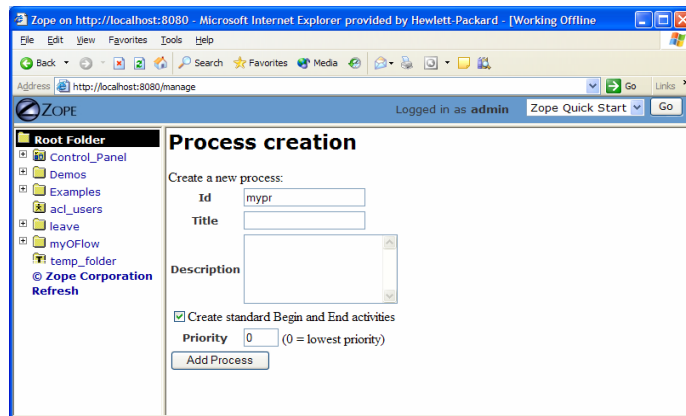 Zope on http://localhost:8080 - Microsoft Internet Explorer provided by Hewlett-Packard - [Working Offline
File Edit View Favorites Tools Help
Back Search Favorites Media
Address http://localhost:8080/manage Go Links
ZOPE Logged in as admin Zope Quick Start Go
Root Folder
Control_Panel
Demos
Examples
acl_users
leave
myOFlow
temp_folder
© Zope Corporation
Refresh
Process creation
Create a new process:
Id mypr
Title
Description
Create standard Begin and End activities
Priority 0 (0 = lowest priority)
Add Process